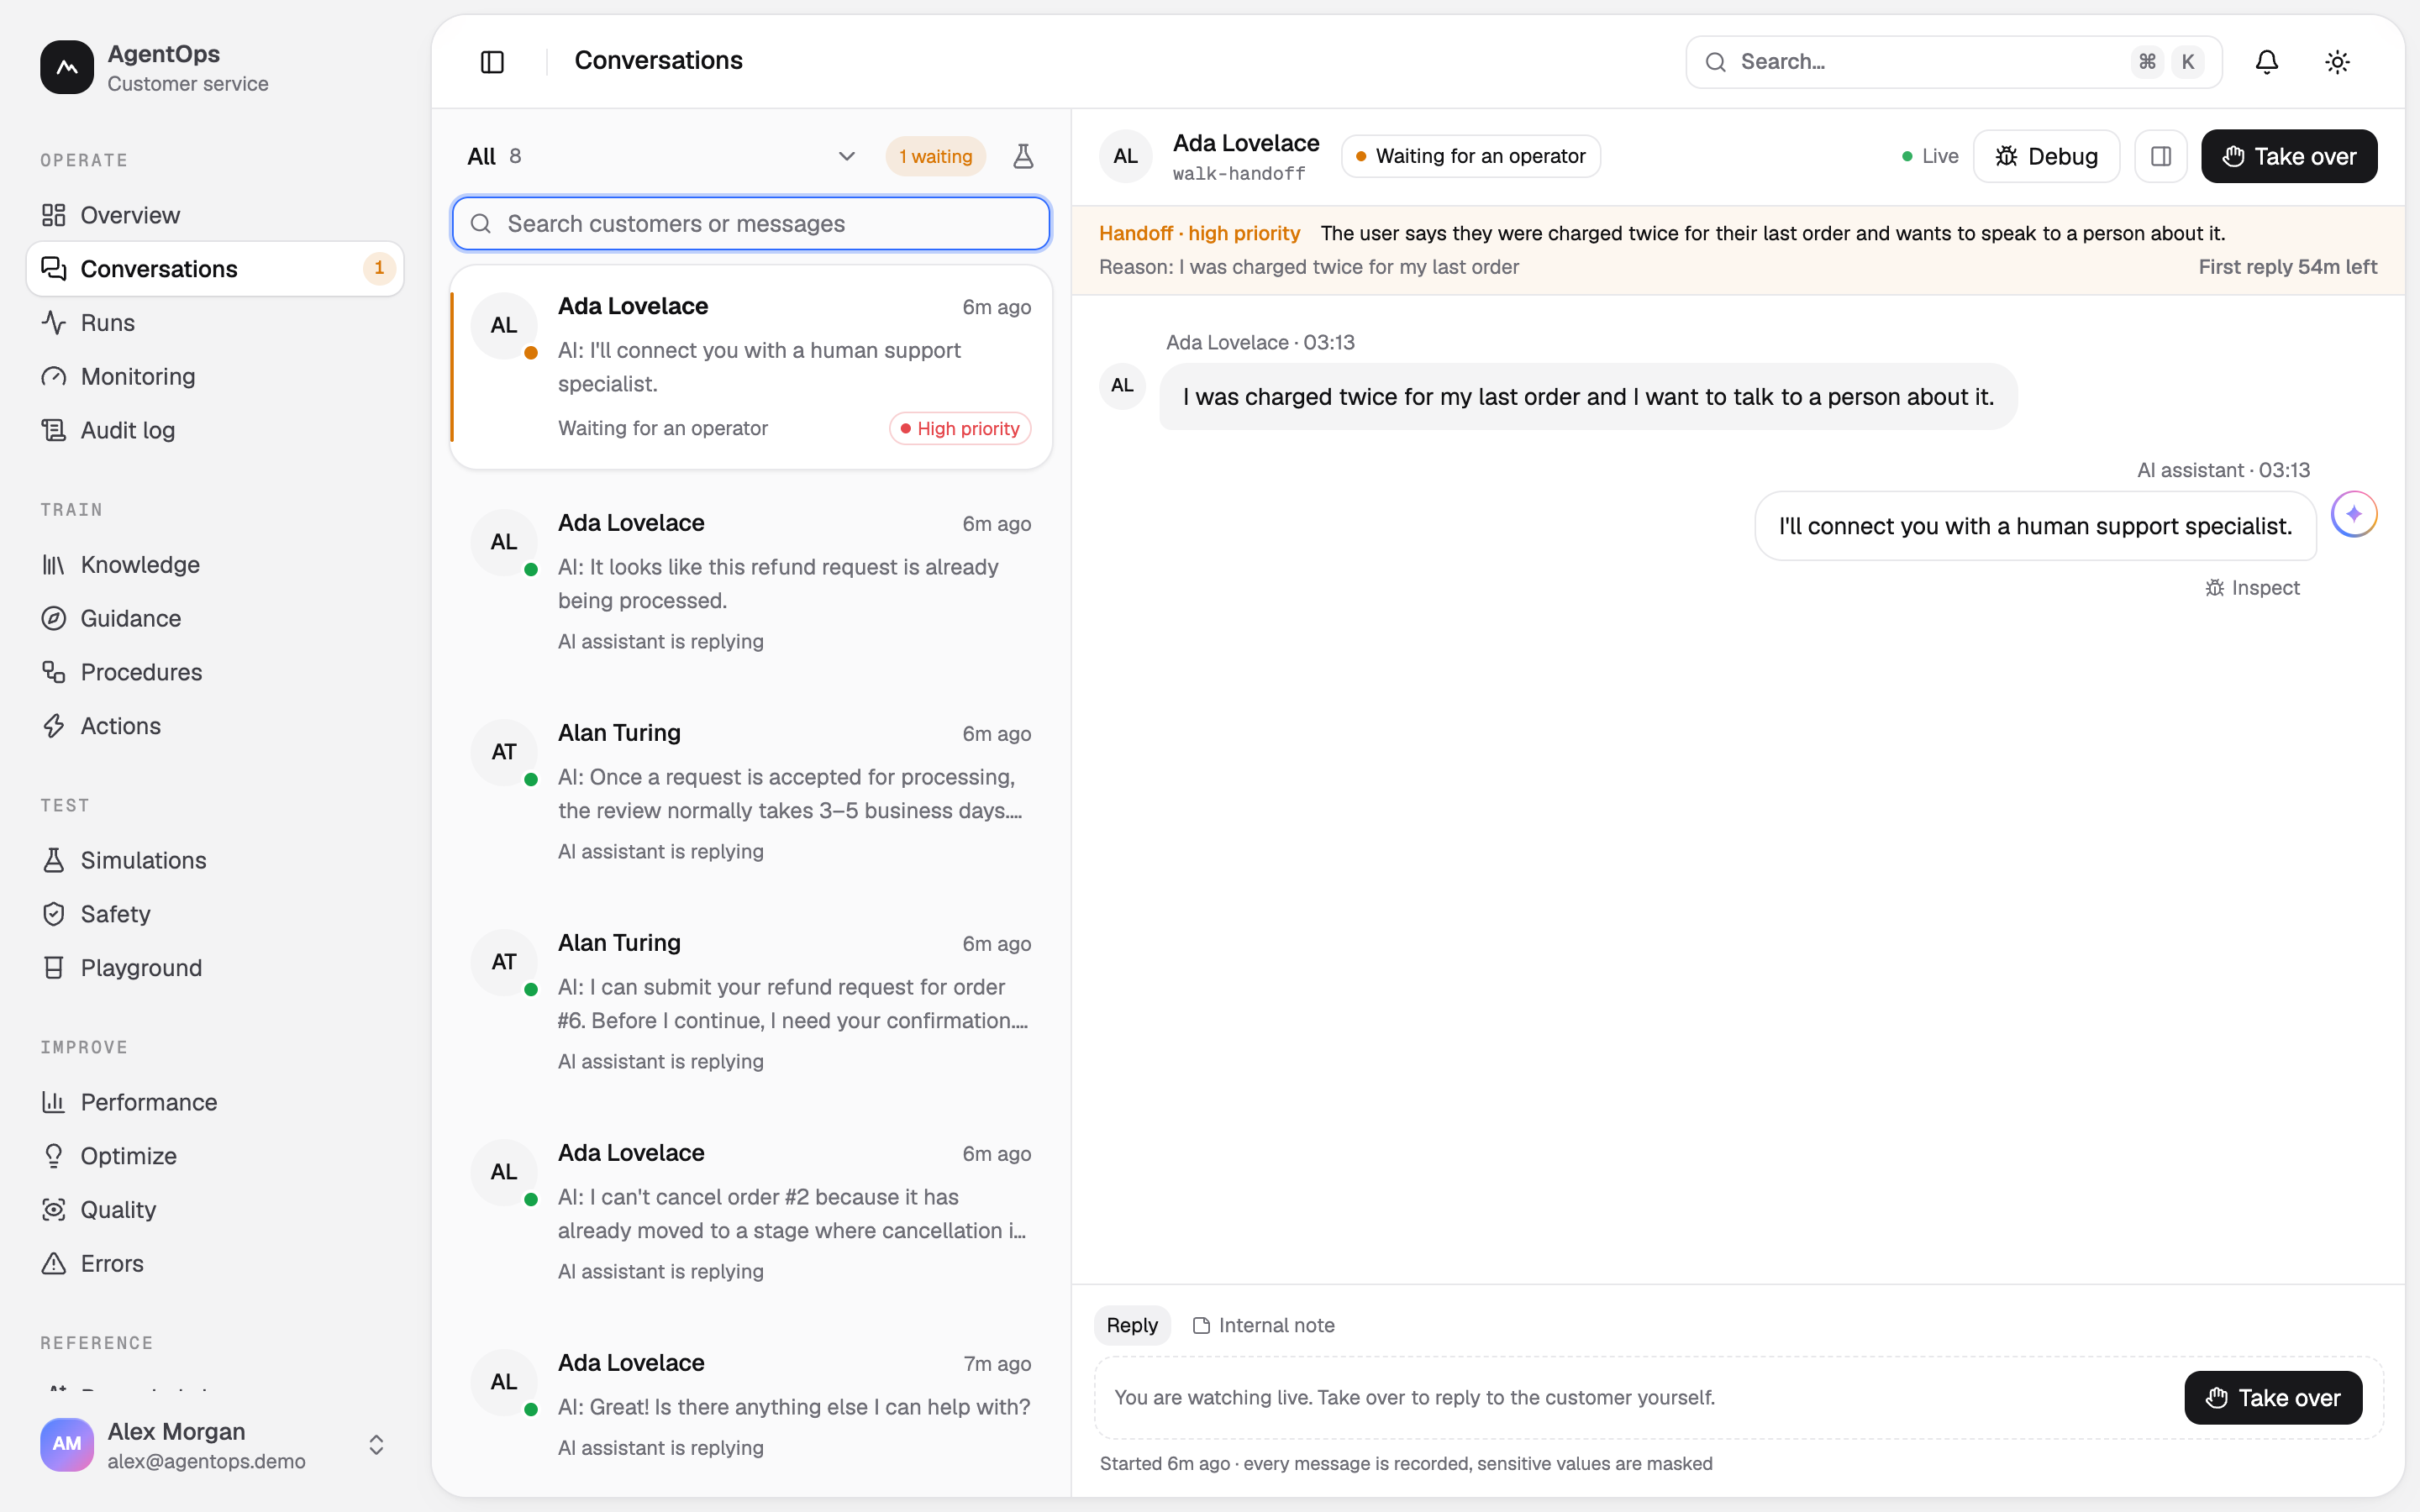 AgentOps
Customer service
OPERATE
Overview
Conversations 1
Runs
Monitoring
Audit log
TRAIN
Knowledge
Guidance
Procedures
Actions
TEST
Simulations
Safety
Playground
IMPROVE
Performance
Optimize
Quality
Errors
REFERENCE
AM
Alex Morgan
alex@agentops.demo
Conversations
Search... ⌘ K
All 8
1 waiting
Search customers or messages
AL
Ada Lovelace 6m ago
AI: I'll connect you with a human support
specialist.
Waiting for an operator High priority
AL
Ada Lovelace 6m ago
AI: It looks like this refund request is already
being processed.
AI assistant is replying
AT
Alan Turing 6m ago
AI: Once a request is accepted for processing,
the review normally takes 3–5 business days....
AI assistant is replying
AT
Alan Turing 6m ago
AI: I can submit your refund request for order
#6. Before I continue, I need your confirmation....
AI assistant is replying
AL
Ada Lovelace 6m ago
AI: I can't cancel order #2 because it has
already moved to a stage where cancellation i...
AI assistant is replying
AL
Ada Lovelace 7m ago
AI: Great! Is there anything else I can help with?
AI assistant is replying
AL
Ada Lovelace
walk-handoff
Waiting for an operator
Live
Debug
Take over
Handoff · high priority The user says they were charged twice for their last order and wants to speak to a person about it.
Reason: I was charged twice for my last order First reply 54m left
Ada Lovelace · 03:13
AL
I was charged twice for my last order and I want to talk to a person about it.
AI assistant · 03:13
I'll connect you with a human support specialist.
Inspect
Reply Internal note
You are watching live. Take over to reply to the customer yourself.
Take over
Started 6m ago · every message is recorded, sensitive values are masked